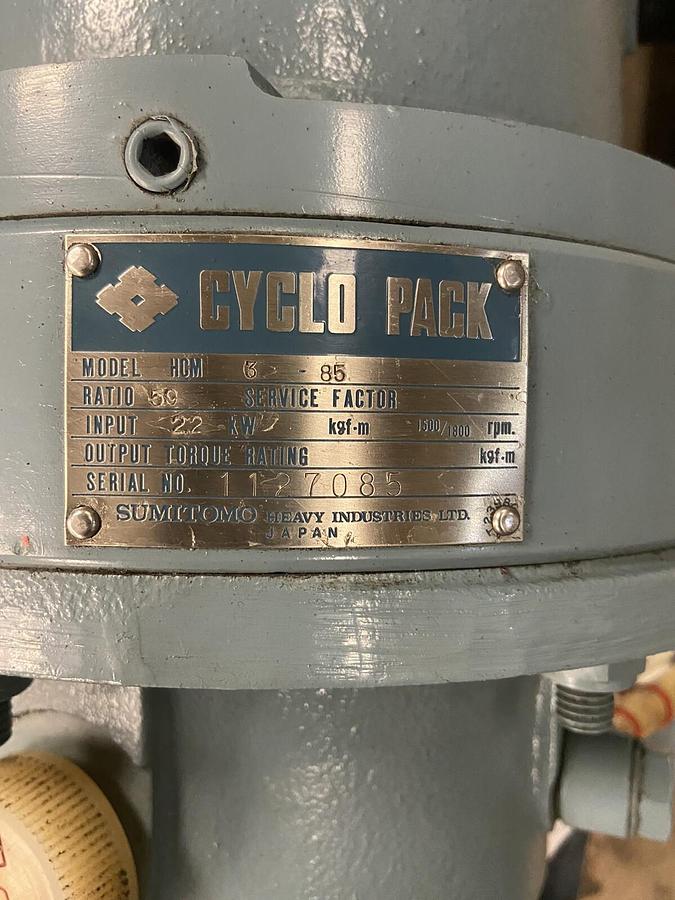 CYCLO PACK
MODEL HCM 3 - 85
RATIO 59 SERVICE FACTOR
INPUT 2.2 KW kgf·m 1500/1800 rpm.
OUTPUT TORQUE RATING kgf·m
SERIAL NO. 1127085
SUMITOMO HEAVY INDUSTRIES, LTD.
JAPAN